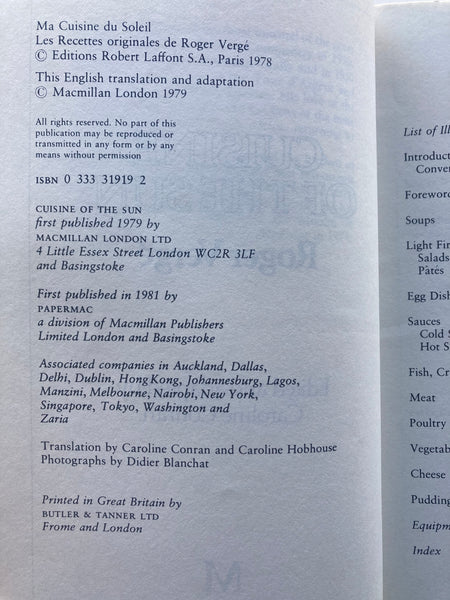 Ma Cuisine du Soleil
Les Recettes originales de Roger Vergé
© Editions Robert Laffont S.A., Paris 1978
This English translation and adaptation
© Macmillan London 1979
All rights reserved. No part of this
publication may be reproduced or
transmitted in any form or by any
means without permission
ISBN 0 333 31919 2
CUISINE OF THE SUN
first published 1979 by
MACMILLAN LONDON LTD
4 Little Essex Street London WC2R 3LF
and Basingstoke
First published in 1981 by
PAPERMAC
a division of Macmillan Publishers
Limited London and Basingstoke
Associated companies in Auckland, Dallas,
Delhi, Dublin, Hong Kong, Johannesburg, Lagos,
Manzini, Melbourne, Nairobi, New York,
Singapore, Tokyo, Washington and
Zaria
Translation by Caroline Conran and Caroline Hobhouse
Photographs by Didier Blanchat
Printed in Great Britain by
BUTLER & TANNER LTD
Frome and London
List of Ill
Introduct
Conver
Foreword
Soups
Light Fir
Salads
Pâtés
Egg Dish
Sauces
Cold S
Hot S
Fish, Cr
Meat
Poultry
Vegetab
Cheese
Pudding
Equipm
Index